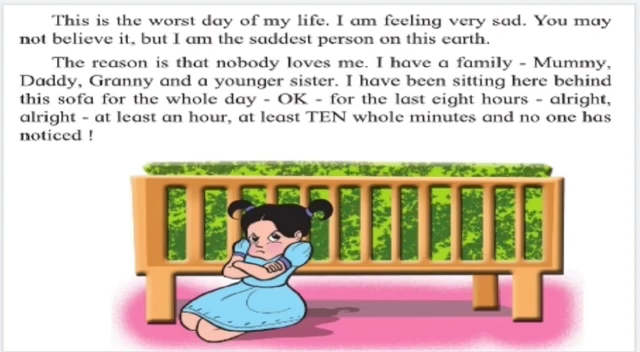 This is the worst day of my life. I am feeling very sad. You may
not believe it, but I am the saddest person on this earth.
The reason is that nobody loves me. I have a family - Mummy,
Daddy, Granny and a younger sister. I have been sitting here behind
this sofa for the whole day - OK - for the last eight hours - alright,
alright - at least an hour, at least TEN whole minutes and no one has
noticed !